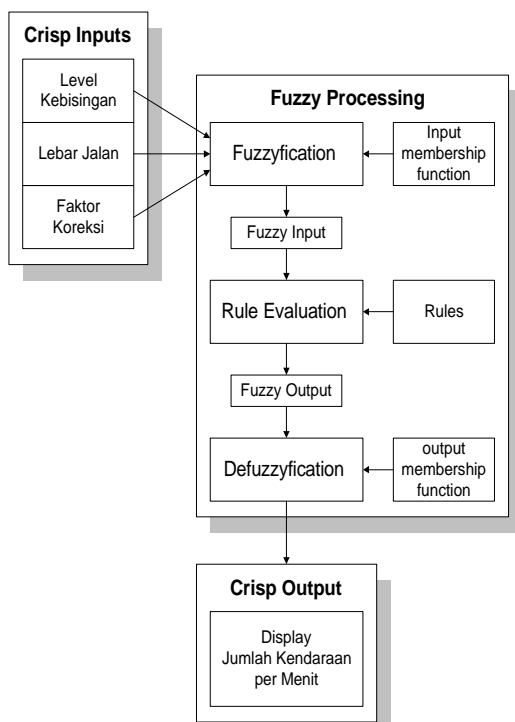 Crisp Inputs
Level
Kebisingan
Lebar Jalan
Faktor
Koreksi
Fuzzy Processing
Fuzzyfication
Input
membership
function
Fuzzy Input
Rule Evaluation
Rules
Fuzzy Output
Defuzzyfication
output
membership
function
Crisp Output
Display
Jumlah Kendaraan
per Menit